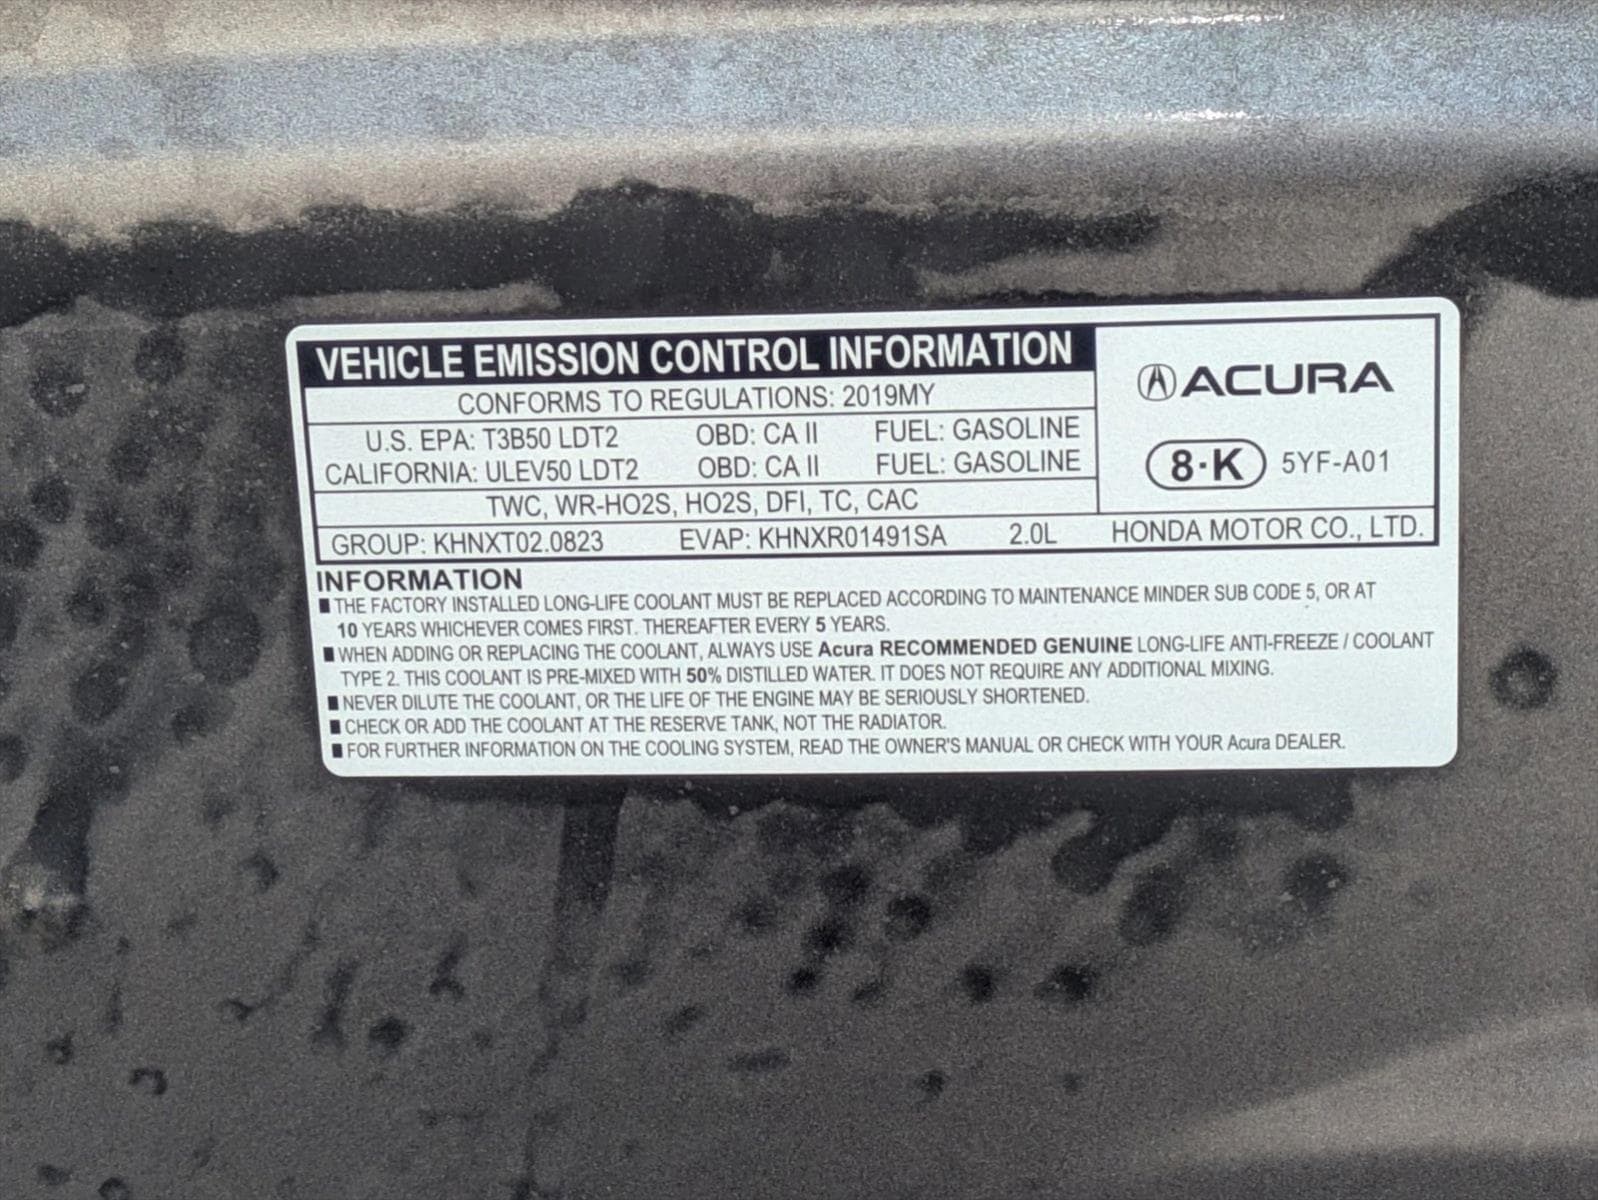 VEHICLE EMISSION CONTROL INFORMATION
CONFORMS TO REGULATIONS: 2019MY
U.S. EPA: T3B50 LDT2 OBD: CA II FUEL: GASOLINE
CALIFORNIA: ULEV50 LDT2 OBD: CA II FUEL: GASOLINE
TWC, WR-HO2S, HO2S, DFI, TC, CAC
ACURA
8·K 5YF-A01
GROUP: KHNXT02.0823 EVAP: KHNXR01491SA 2.0L HONDA MOTOR CO., LTD.
INFORMATION
■ THE FACTORY INSTALLED LONG-LIFE COOLANT MUST BE REPLACED ACCORDING TO MAINTENANCE MINDER SUB CODE 5, OR AT
10 YEARS WHICHEVER COMES FIRST. THEREAFTER EVERY 5 YEARS.
■ WHEN ADDING OR REPLACING THE COOLANT, ALWAYS USE Acura RECOMMENDED GENUINE LONG-LIFE ANTI-FREEZE / COOLANT
TYPE 2. THIS COOLANT IS PRE-MIXED WITH 50% DISTILLED WATER. IT DOES NOT REQUIRE ANY ADDITIONAL MIXING.
■ NEVER DILUTE THE COOLANT, OR THE LIFE OF THE ENGINE MAY BE SERIOUSLY SHORTENED.
■ CHECK OR ADD THE COOLANT AT THE RESERVE TANK, NOT THE RADIATOR.
■ FOR FURTHER INFORMATION ON THE COOLING SYSTEM, READ THE OWNER'S MANUAL OR CHECK WITH YOUR Acura DEALER.